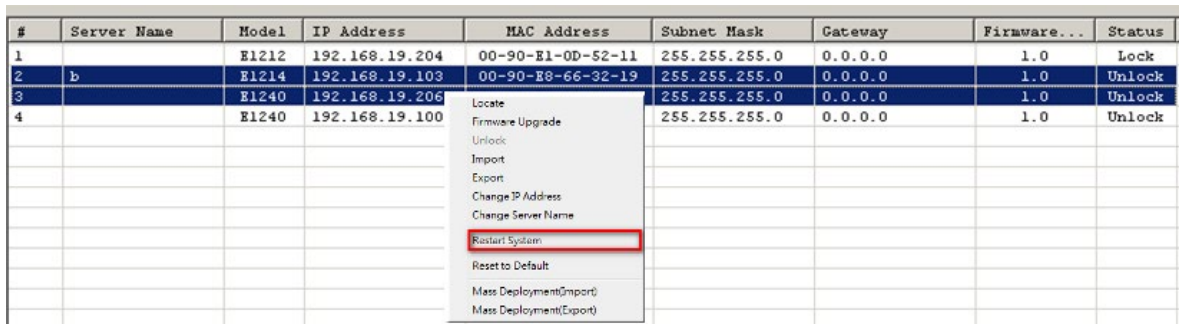 # Server Name Model IP Address MAC Address Subnet Mask Gateway Firmware... Status
1 E1212 192.168.19.204 00-90-E1-0D-52-11 255.255.255.0 0.0.0.0 1.0 Lock
2 b E1214 192.168.19.103 00-90-E8-66-32-19 255.255.255.0 0.0.0.0 1.0 Unlock
3 E1240 192.168.19.206 255.255.255.0 0.0.0.0 1.0 Unlock
4 E1240 192.168.19.100 255.255.255.0 0.0.0.0 1.0 Unlock
Locate
Firmware Upgrade
Unlock
Import
Export
Change IP Address
Change Server Name
Restart System
Reset to Default
Mass Deployment(Import)
Mass Deployment(Export)